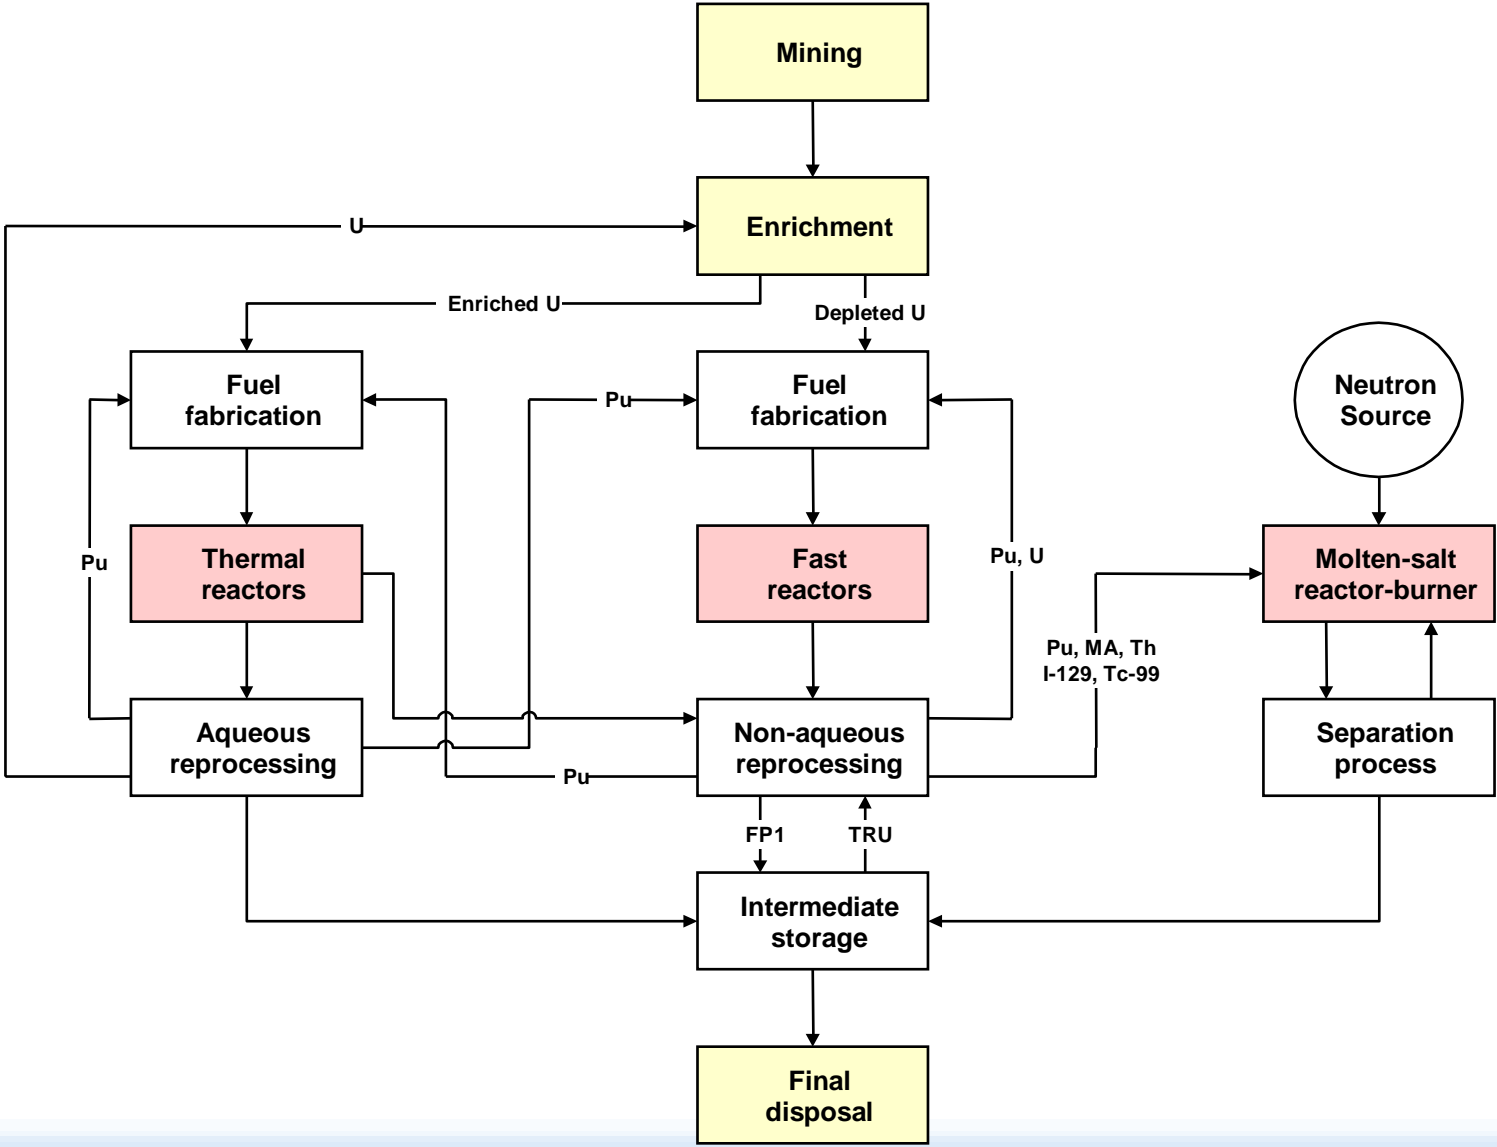 Mining
Enrichment
U
Enriched U
Depleted U
Fuel
fabrication
Pu
Fuel
fabrication
Neutron
Source
Pu
Thermal
reactors
Fast
reactors
Pu, U
Molten-salt
reactor-burner
Pu, MA, Th
I-129, Tc-99
Aqueous
reprocessing
Pu
Non-aqueous
reprocessing
Separation
process
FP1
TRU
Intermediate
storage
Final
disposal